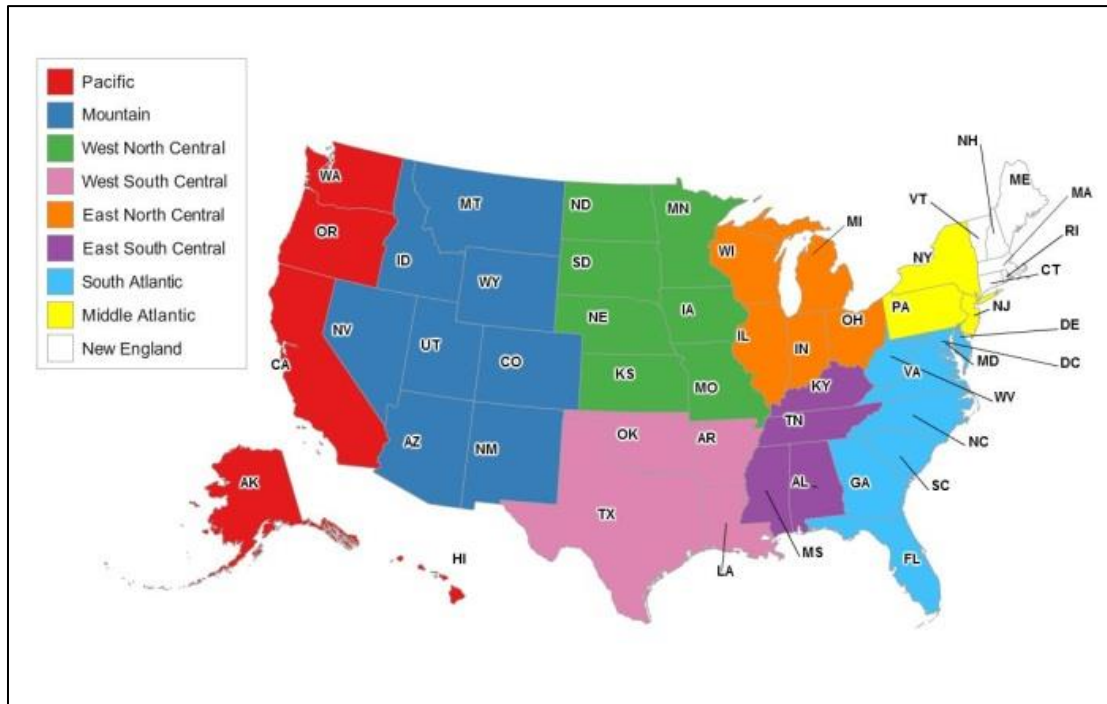 Pacific
Mountain
West North Central
West South Central
East North Central
East South Central
South Atlantic
Middle Atlantic
New England
NH
ME
MA
WA
MT
ND
MN
VT
RI
MI
OR
WI
NY
ID
SD
CT
WY
NE
IA
PA
NJ
NV
OH
DE
UT
IL
IN
CO
MD
DC
CA
KS
KY
VA
MO
WV
TN
AZ
NM
OK
AR
NC
AK
AL
GA
SC
TX
HI
MS
LA
FL